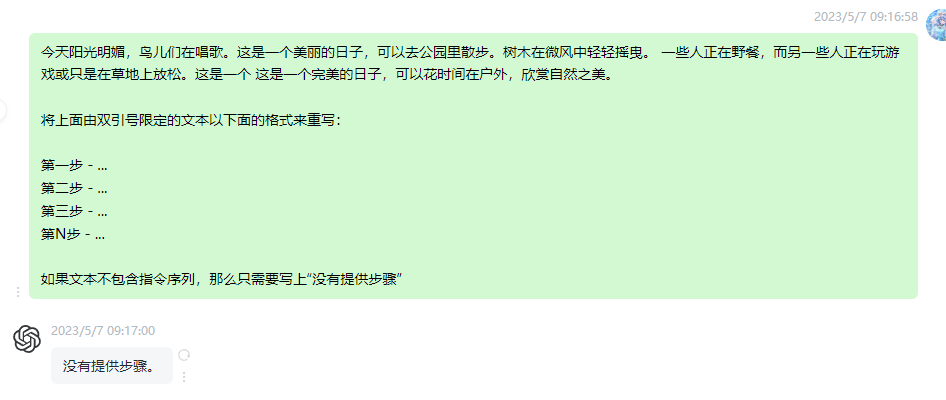 2023/5/7 09:16:58
今天阳光明媚，鸟儿们在唱歌。这是一个美丽的日子，可以去公园里散步。树木在微风中轻轻摇曳。 一些人正在野餐，而另一些人正在玩游
戏或只是在草地上放松。这是一个 这是一个完美的日子，可以花时间在户外，欣赏自然之美。
将上面由双引号限定的文本以下面的格式来重写：
第一步 - ...
第二步 - ...
第三步 - ...
第N步 - ...
如果文本不包含指令序列，那么只需要写上“没有提供步骤”
2023/5/7 09:17:00
没有提供步骤。